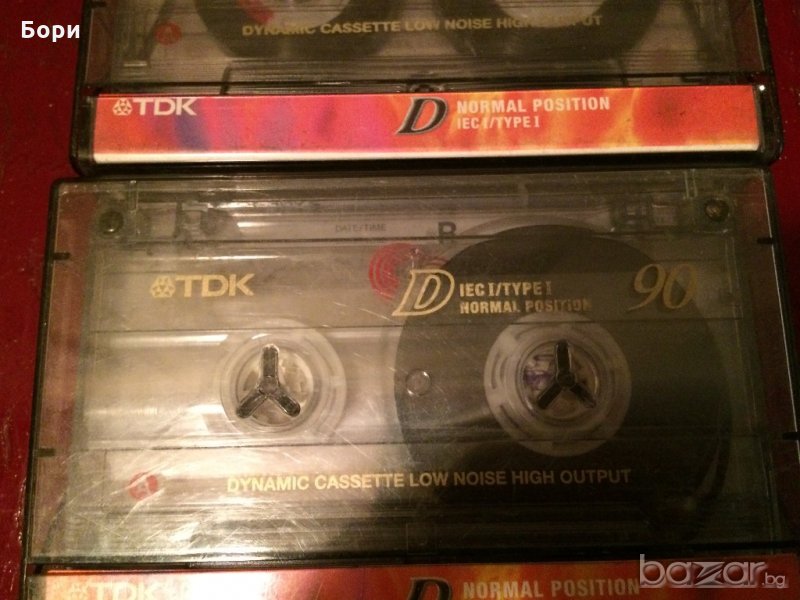 Бори
A DYNAMIC CASSETTE LOW NOISE HIGH OUTPUT
TDK D NORMAL POSITION
IEC I/TYPE I
DATE/TIME B
TDK D IEC I/TYPE I 90
NORMAL POSITION
A DYNAMIC CASSETTE LOW NOISE HIGH OUTPUT
TDK D NORMAL POSITION
bazar.bg